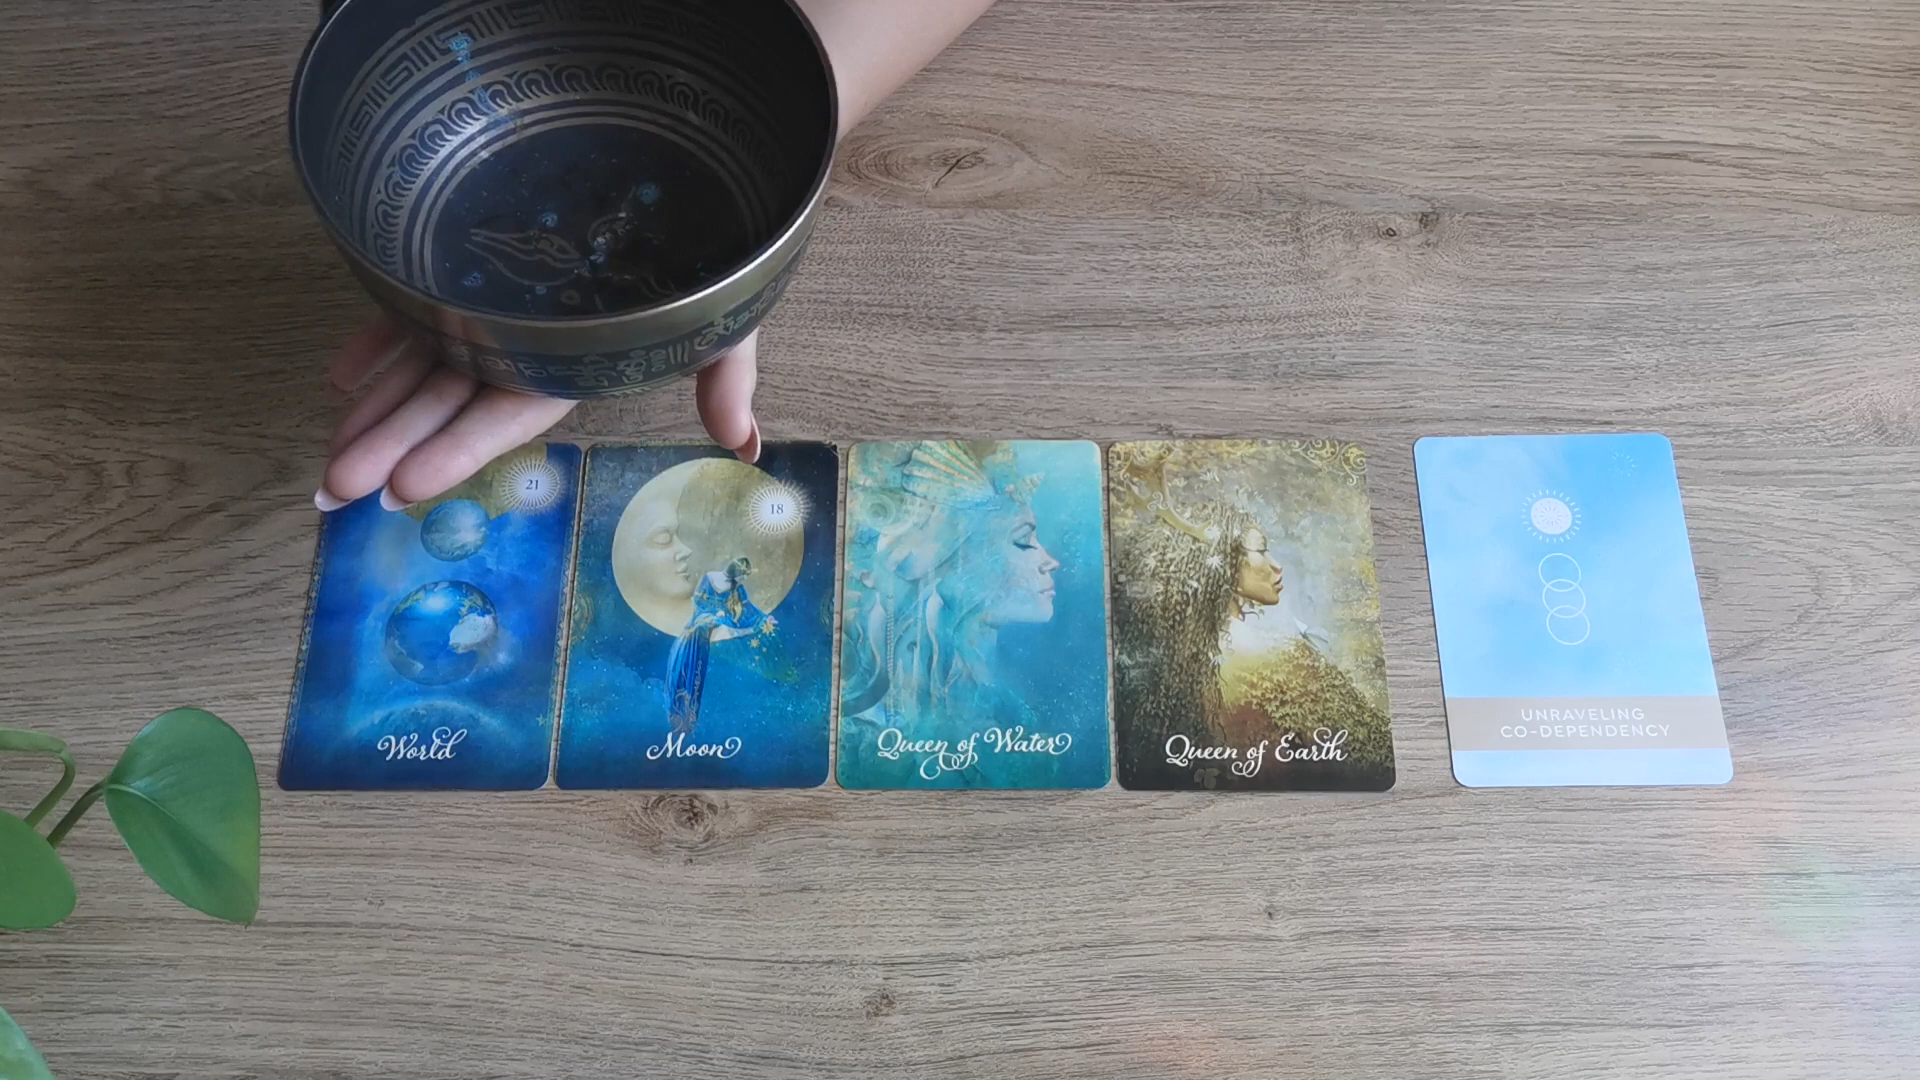 21
World
18
Moon
Queen of Water
Queen of Earth
UNRAVELING
CO-DEPENDENCY